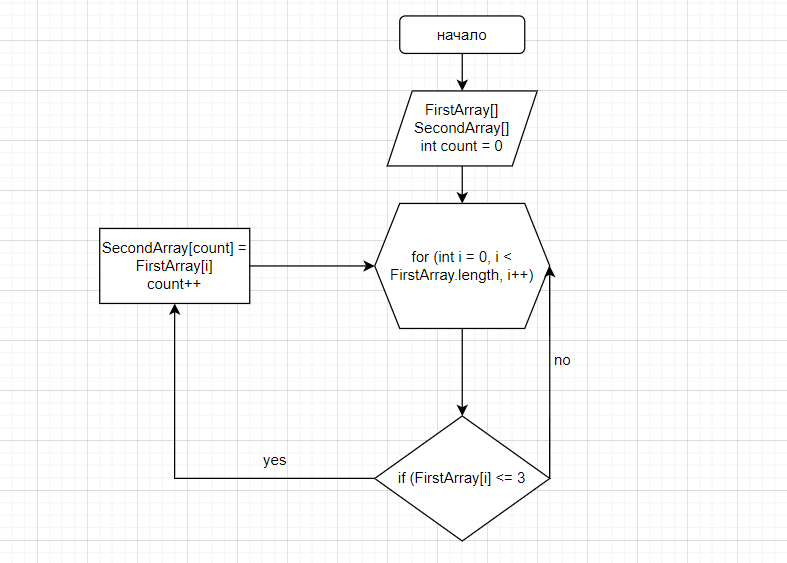 начало
FirstArray[]
SecondArray[]
int count = 0
for (int i = 0, i <
FirstArray.length, i++)
SecondArray[count] =
FirstArray[i]
count++
no
yes
if (FirstArray[i] <= 3